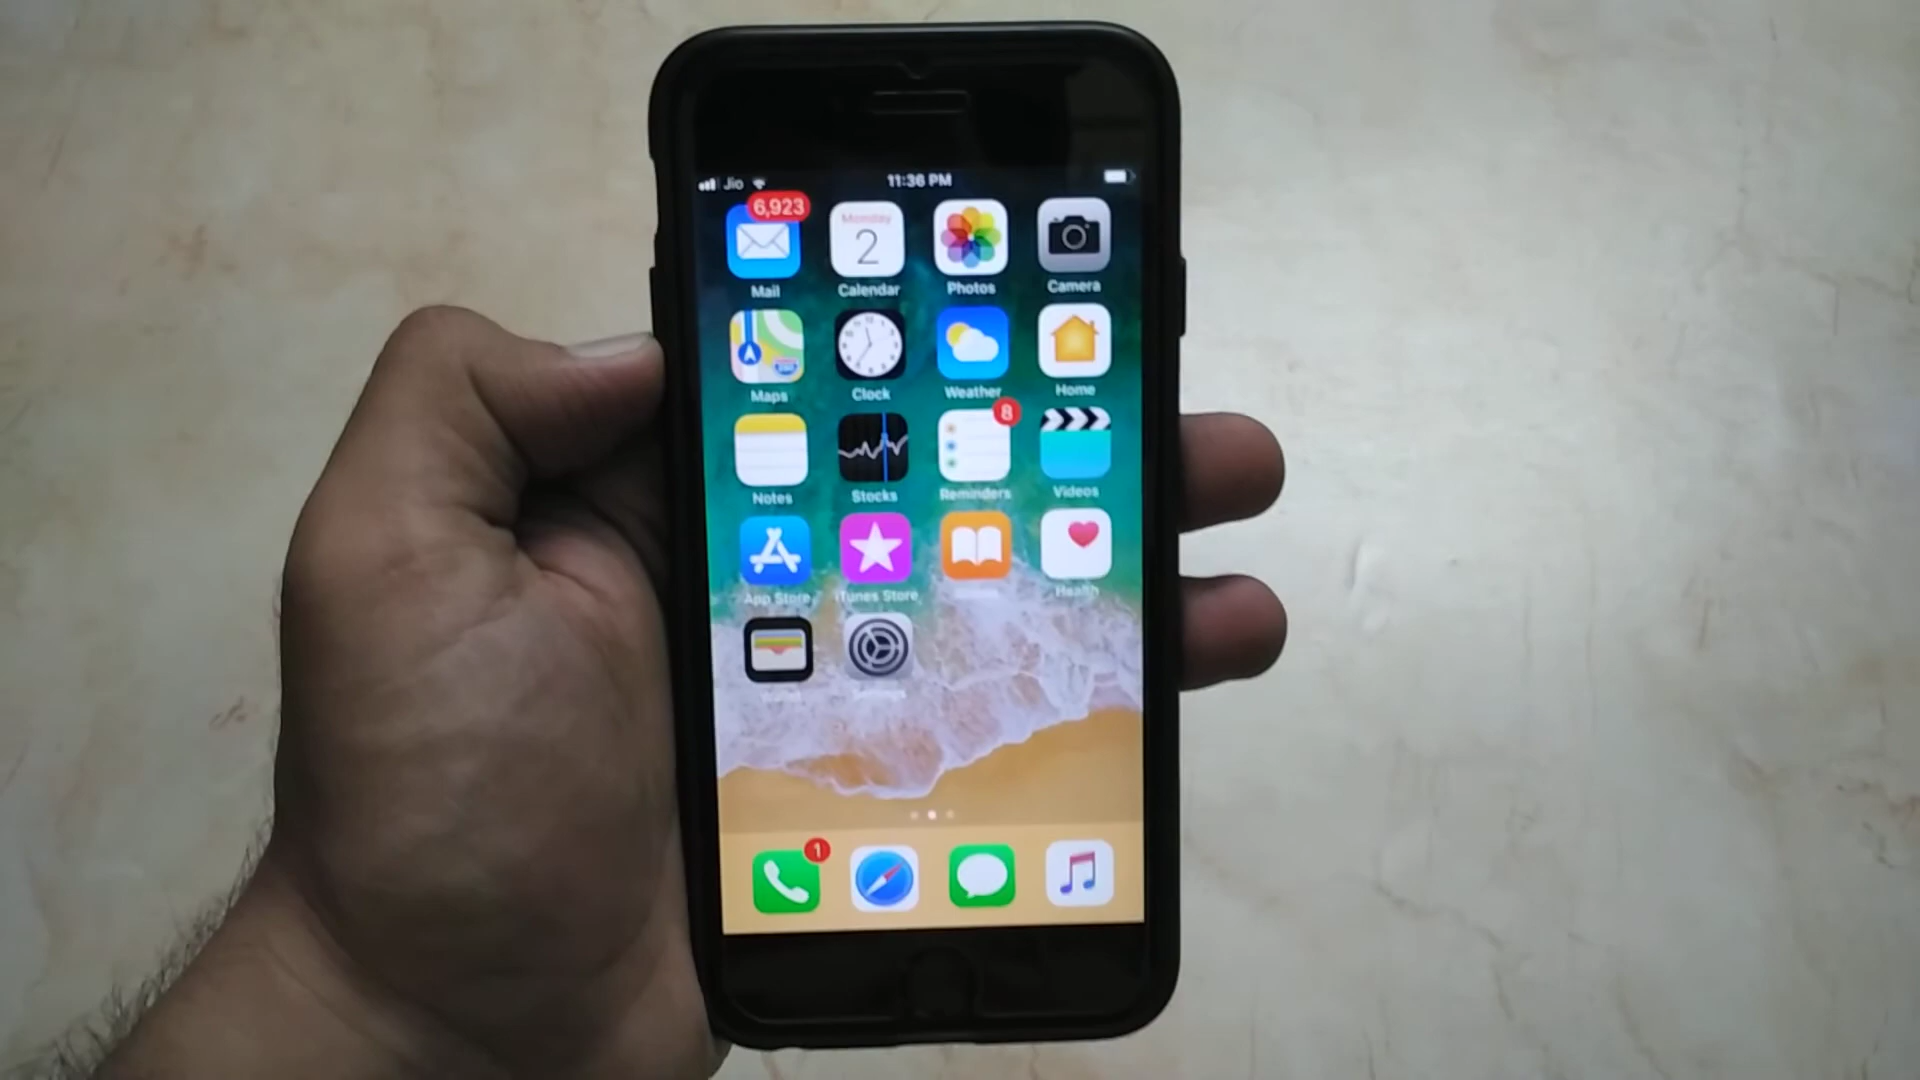 Jio 11:36 PM
6,923 Monday
2
Mail Calendar Photos Camera
Maps Clock Weather Home
8
Notes Stocks Reminders Videos
App Store iTunes Store Health
1